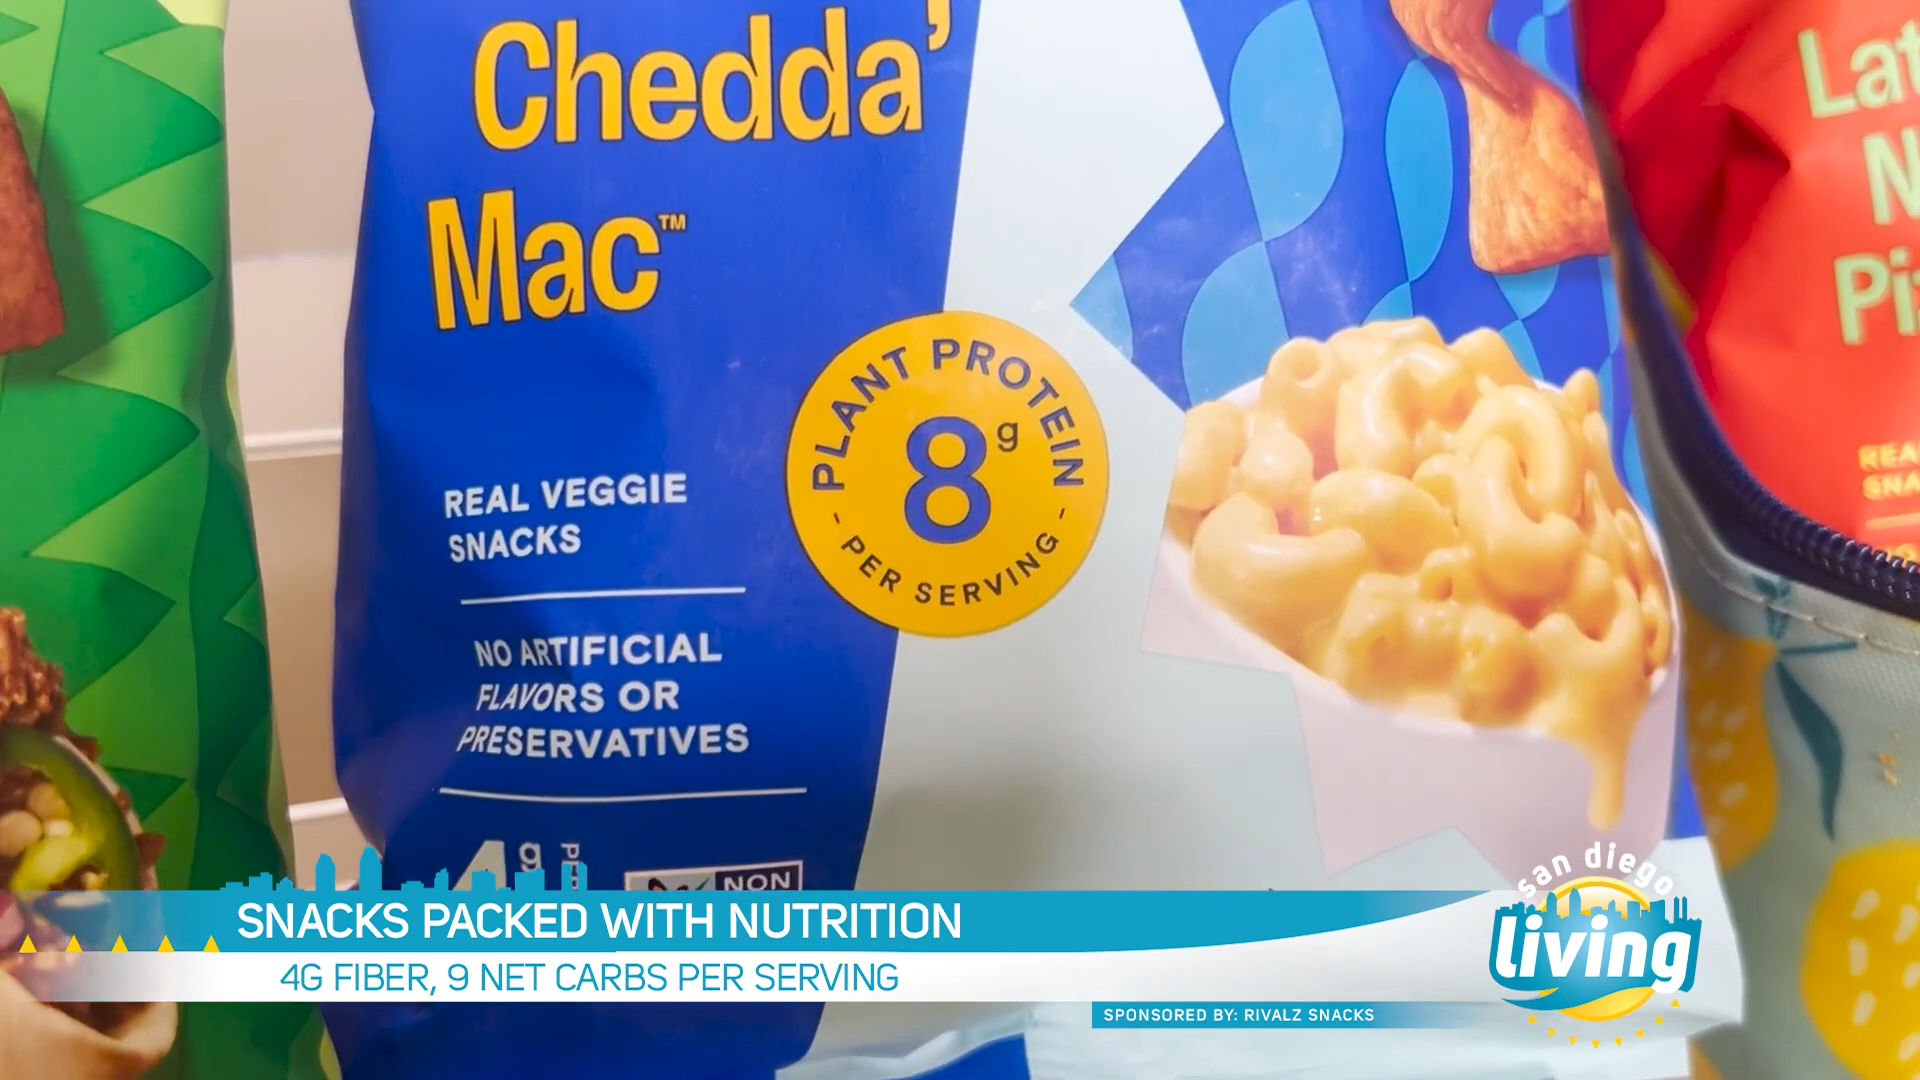 Chedda'
Mac™
REAL VEGGIE
SNACKS
NO ARTIFICIAL
FLAVORS OR
PRESERVATIVES
PLANT PROTEIN
8g
- PER SERVING -
g
NON
SNACKS PACKED WITH NUTRITION
4G FIBER, 9 NET CARBS PER SERVING
SPONSORED BY: RIVALZ SNACKS
san diego
living